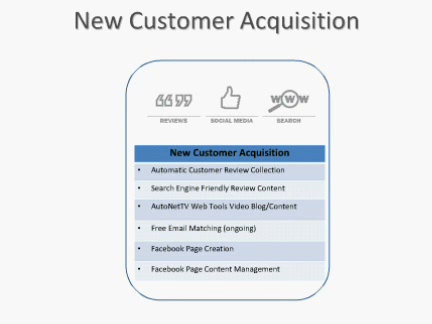 New Customer Acquisition
REVIEWS SOCIAL MEDIA SEARCH
www
New Customer Acquisition
• Automatic Customer Review Collection
• Search Engine Friendly Review Content
• AutoNetTV Web Tools Video Blog/Content
• Free Email Matching (ongoing)
• Facebook Page Creation
• Facebook Page Content Management